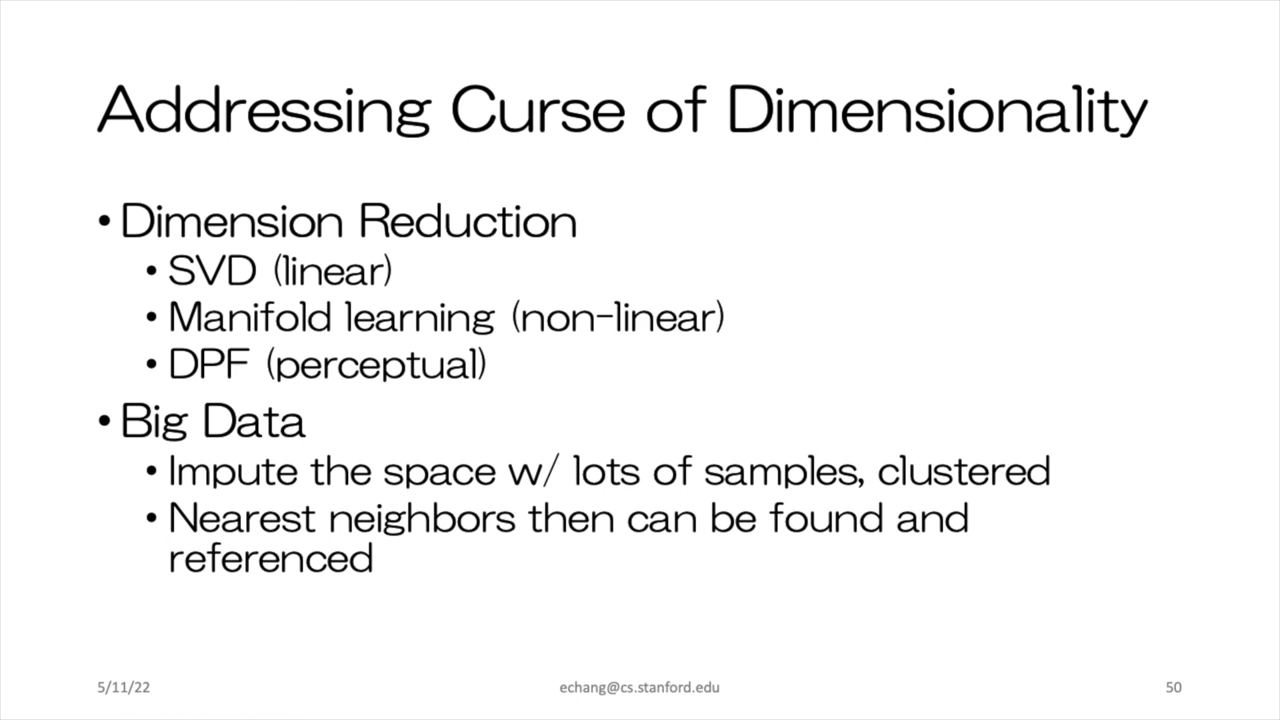 Addressing Curse of Dimensionality
• Dimension Reduction
• SVD (linear)
• Manifold learning (non-linear)
• DPF (perceptual)
• Big Data
• Impute the space w/ lots of samples, clustered
• Nearest neighbors then can be found and
referenced
5/11/22
echang@cs.stanford.edu
50